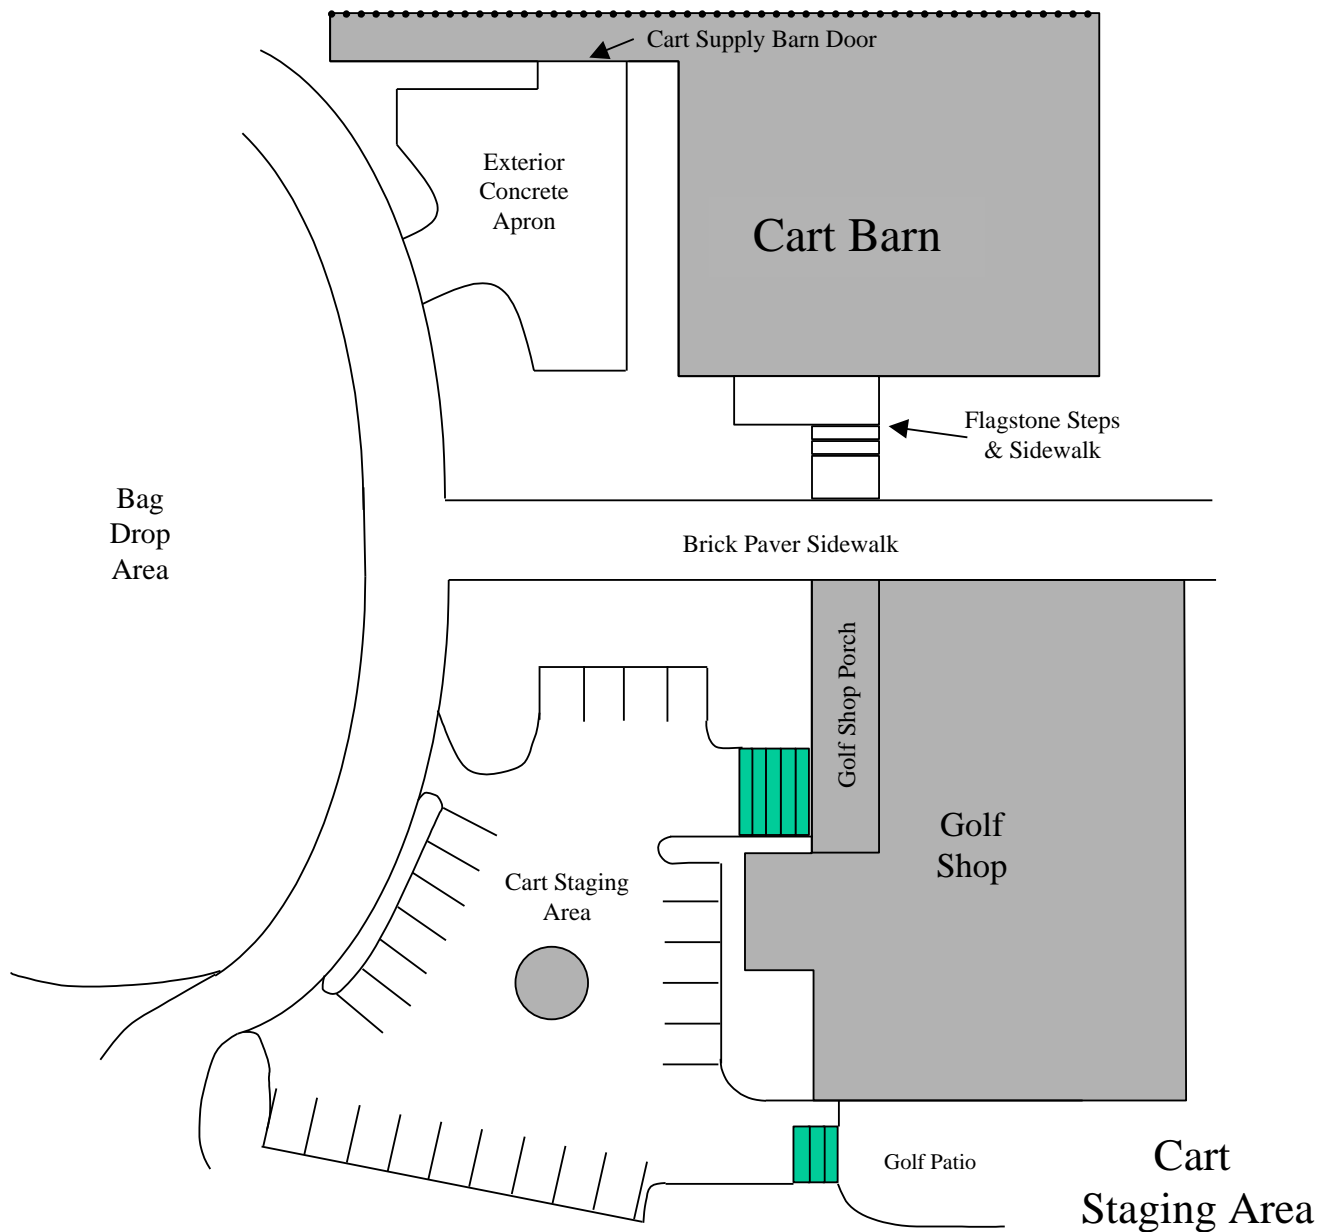 Cart Supply Barn Door
Exterior
Concrete
Apron
Cart Barn
Flagstone Steps
& Sidewalk
Bag
Drop
Area
Brick Paver Sidewalk
Golf Shop Porch
Golf
Shop
Cart Staging
Area
Golf Patio
Cart
Staging Area